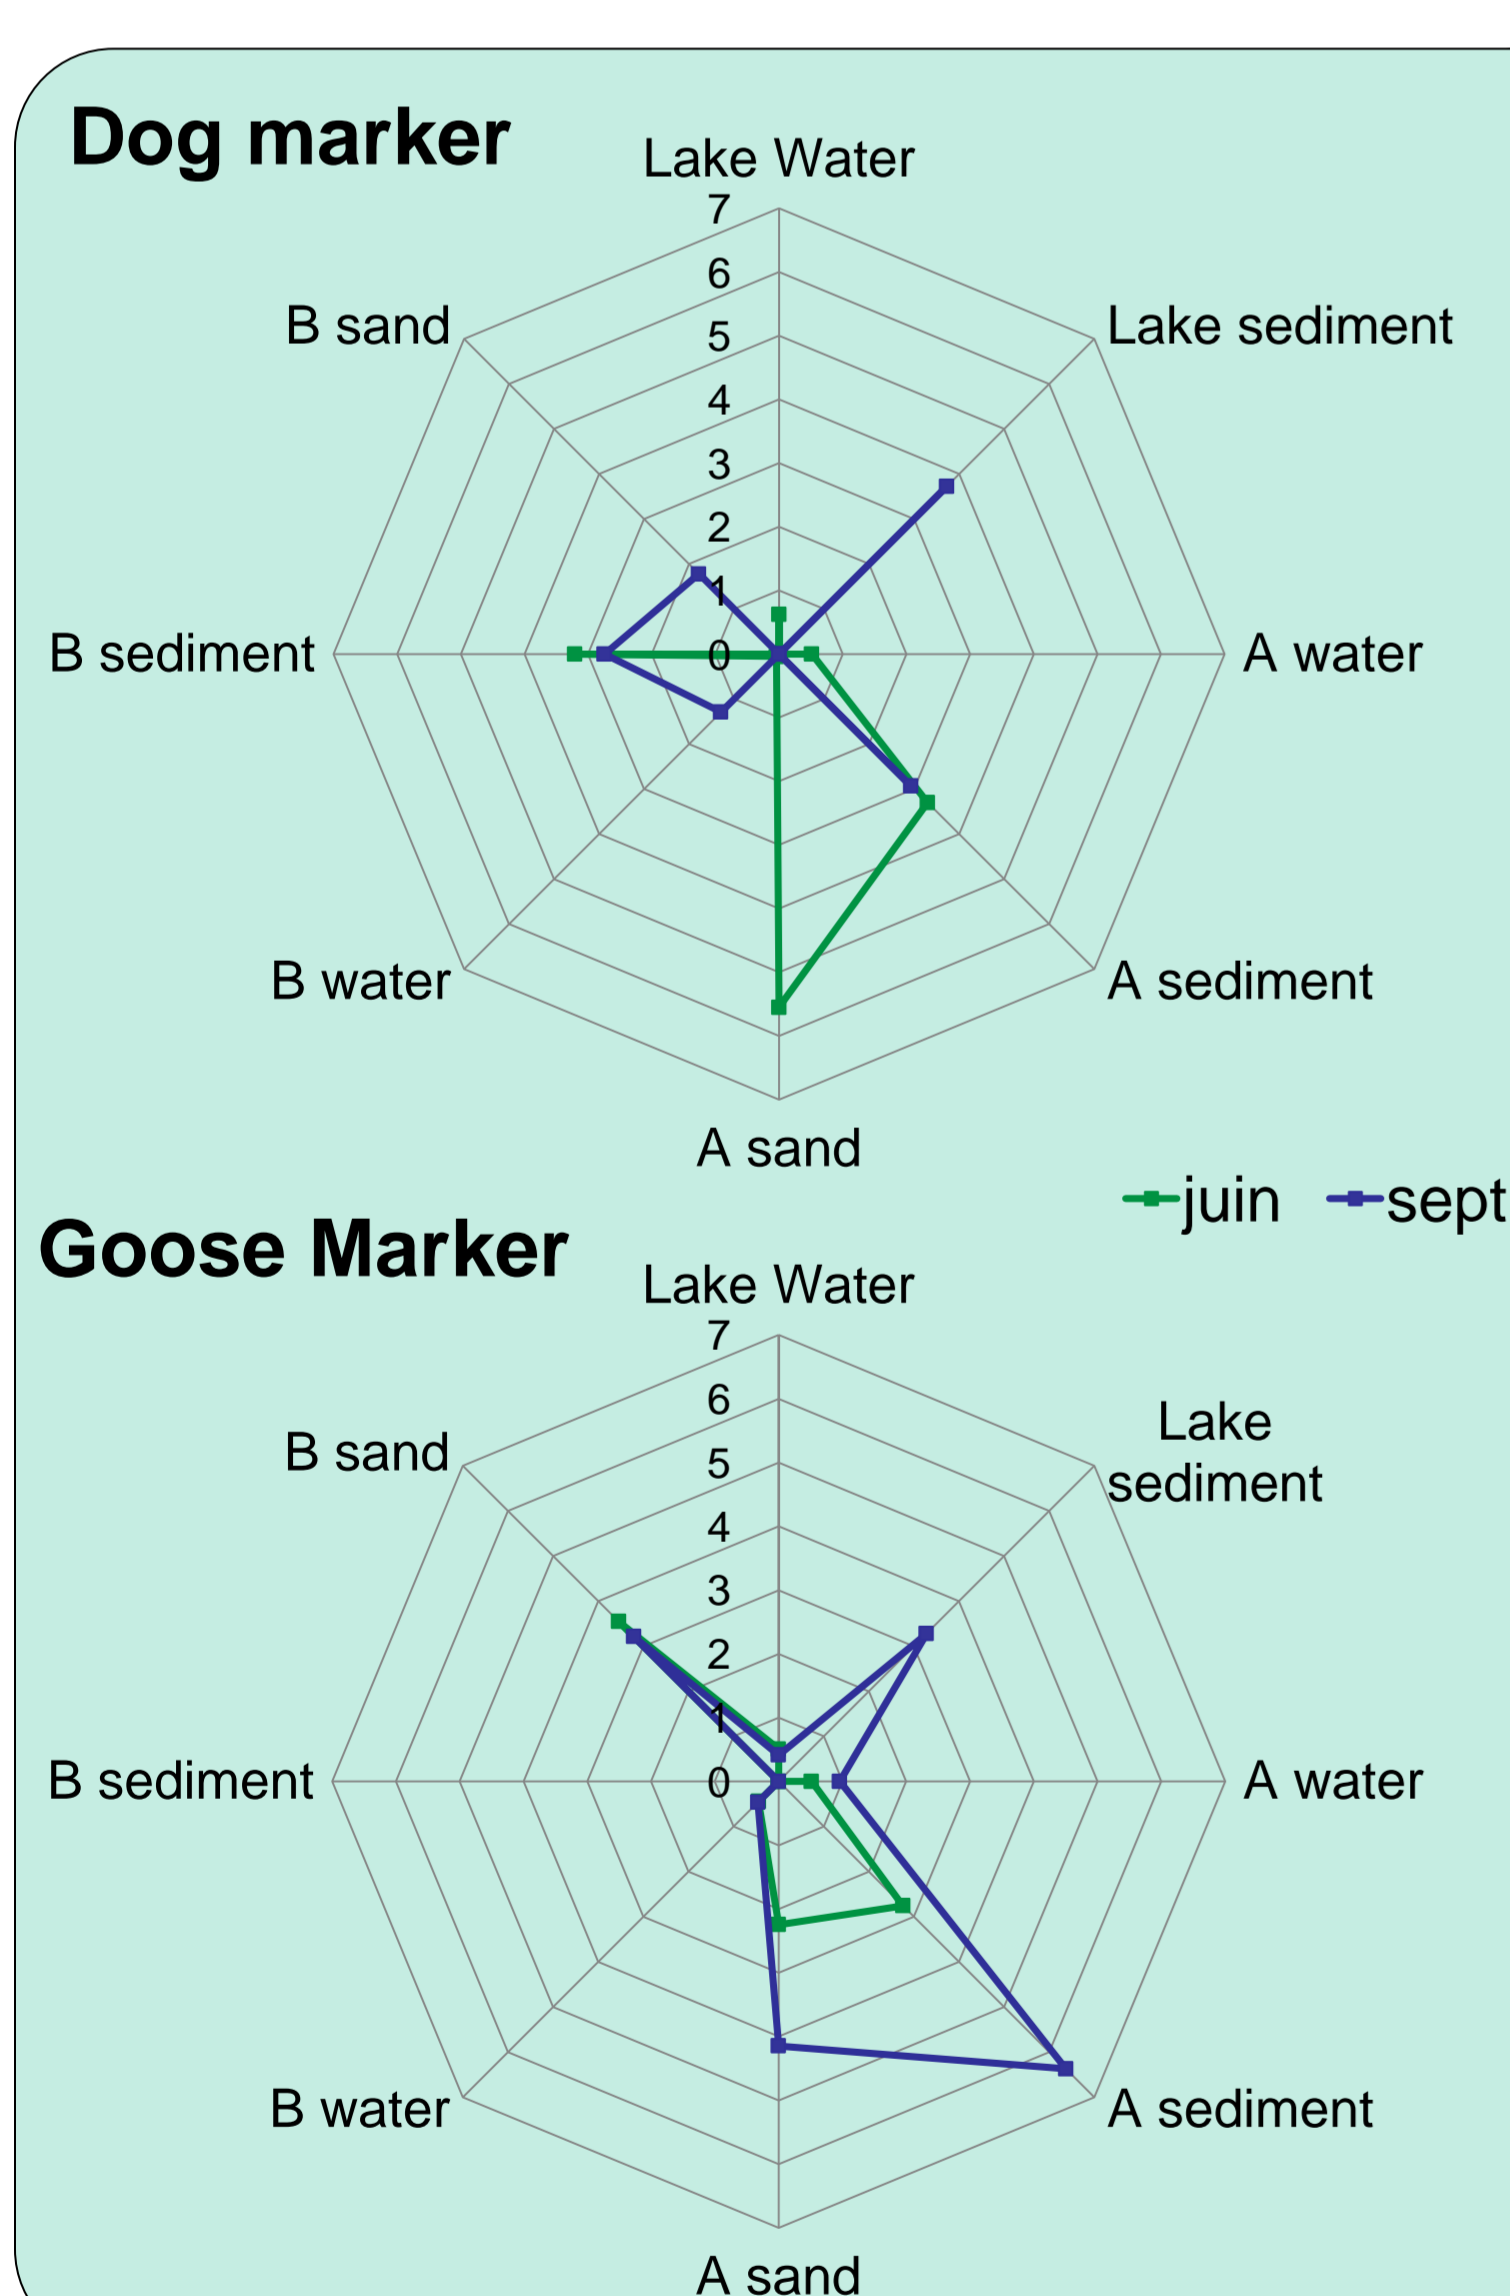 Dog marker
Lake Water
7
6
5
4
3
2
1
0
B sand
Lake sediment
B sediment
A water
B water
A sediment
A sand
juin
sept
Goose Marker
Lake Water
7
6
5
4
3
2
1
0
Lake
sediment
B sand
B sediment
A water
B water
A sediment
A sand